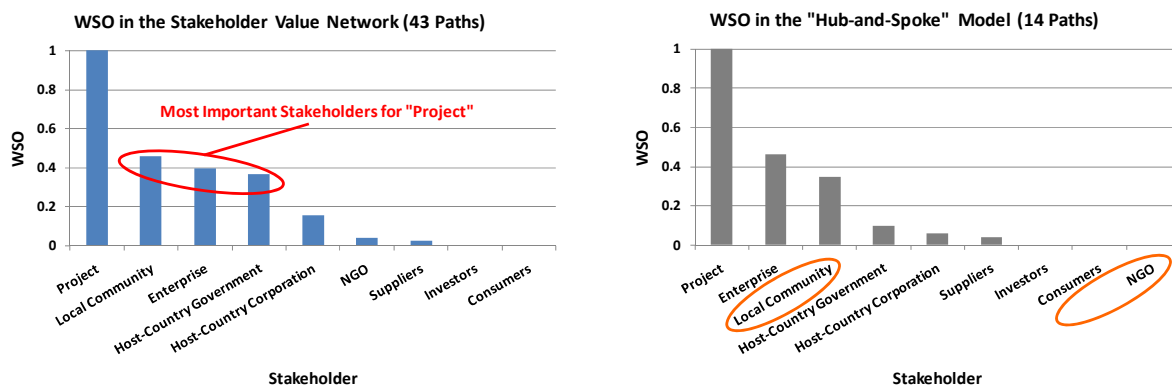 WSO in the Stakeholder Value Network (43 Paths)
1
0.8
0.6
0.4
0.2
0
WSO
Most Important Stakeholders for "Project"
Project
Local Community
Enterprise
Host-Country Government
Host-Country Corporation
NGO
Suppliers
Investors
Consumers
Stakeholder
WSO in the "Hub-and-Spoke" Model (14 Paths)
1
0.8
0.6
0.4
0.2
0
WSO
Project
Enterprise
Local Community
Host-Country Government
Host-Country Corporation
Suppliers
Investors
Consumers
NGO
Stakeholder